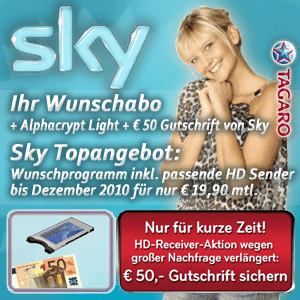 sky
TAGARO
Ihr Wunschabo
+ Alphacrypt Light + € 50 Gutschrift von Sky
Sky Topangebot:
Wunschprogramm inkl. passende HD Sender
bis Dezember 2010 für nur € 19,90 mtl.
Nur für kurze Zeit!
HD-Receiver-Aktion wegen
großer Nachfrage verlängert:
€ 50,- Gutschrift sichern
50